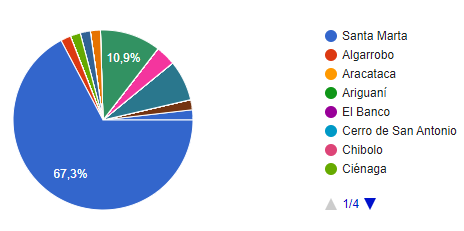 10,9%
67,3%
Santa Marta
Algarrobo
Aracataca
Ariguaní
El Banco
Cerro de San Antonio
Chibolo
Ciénaga
1/4